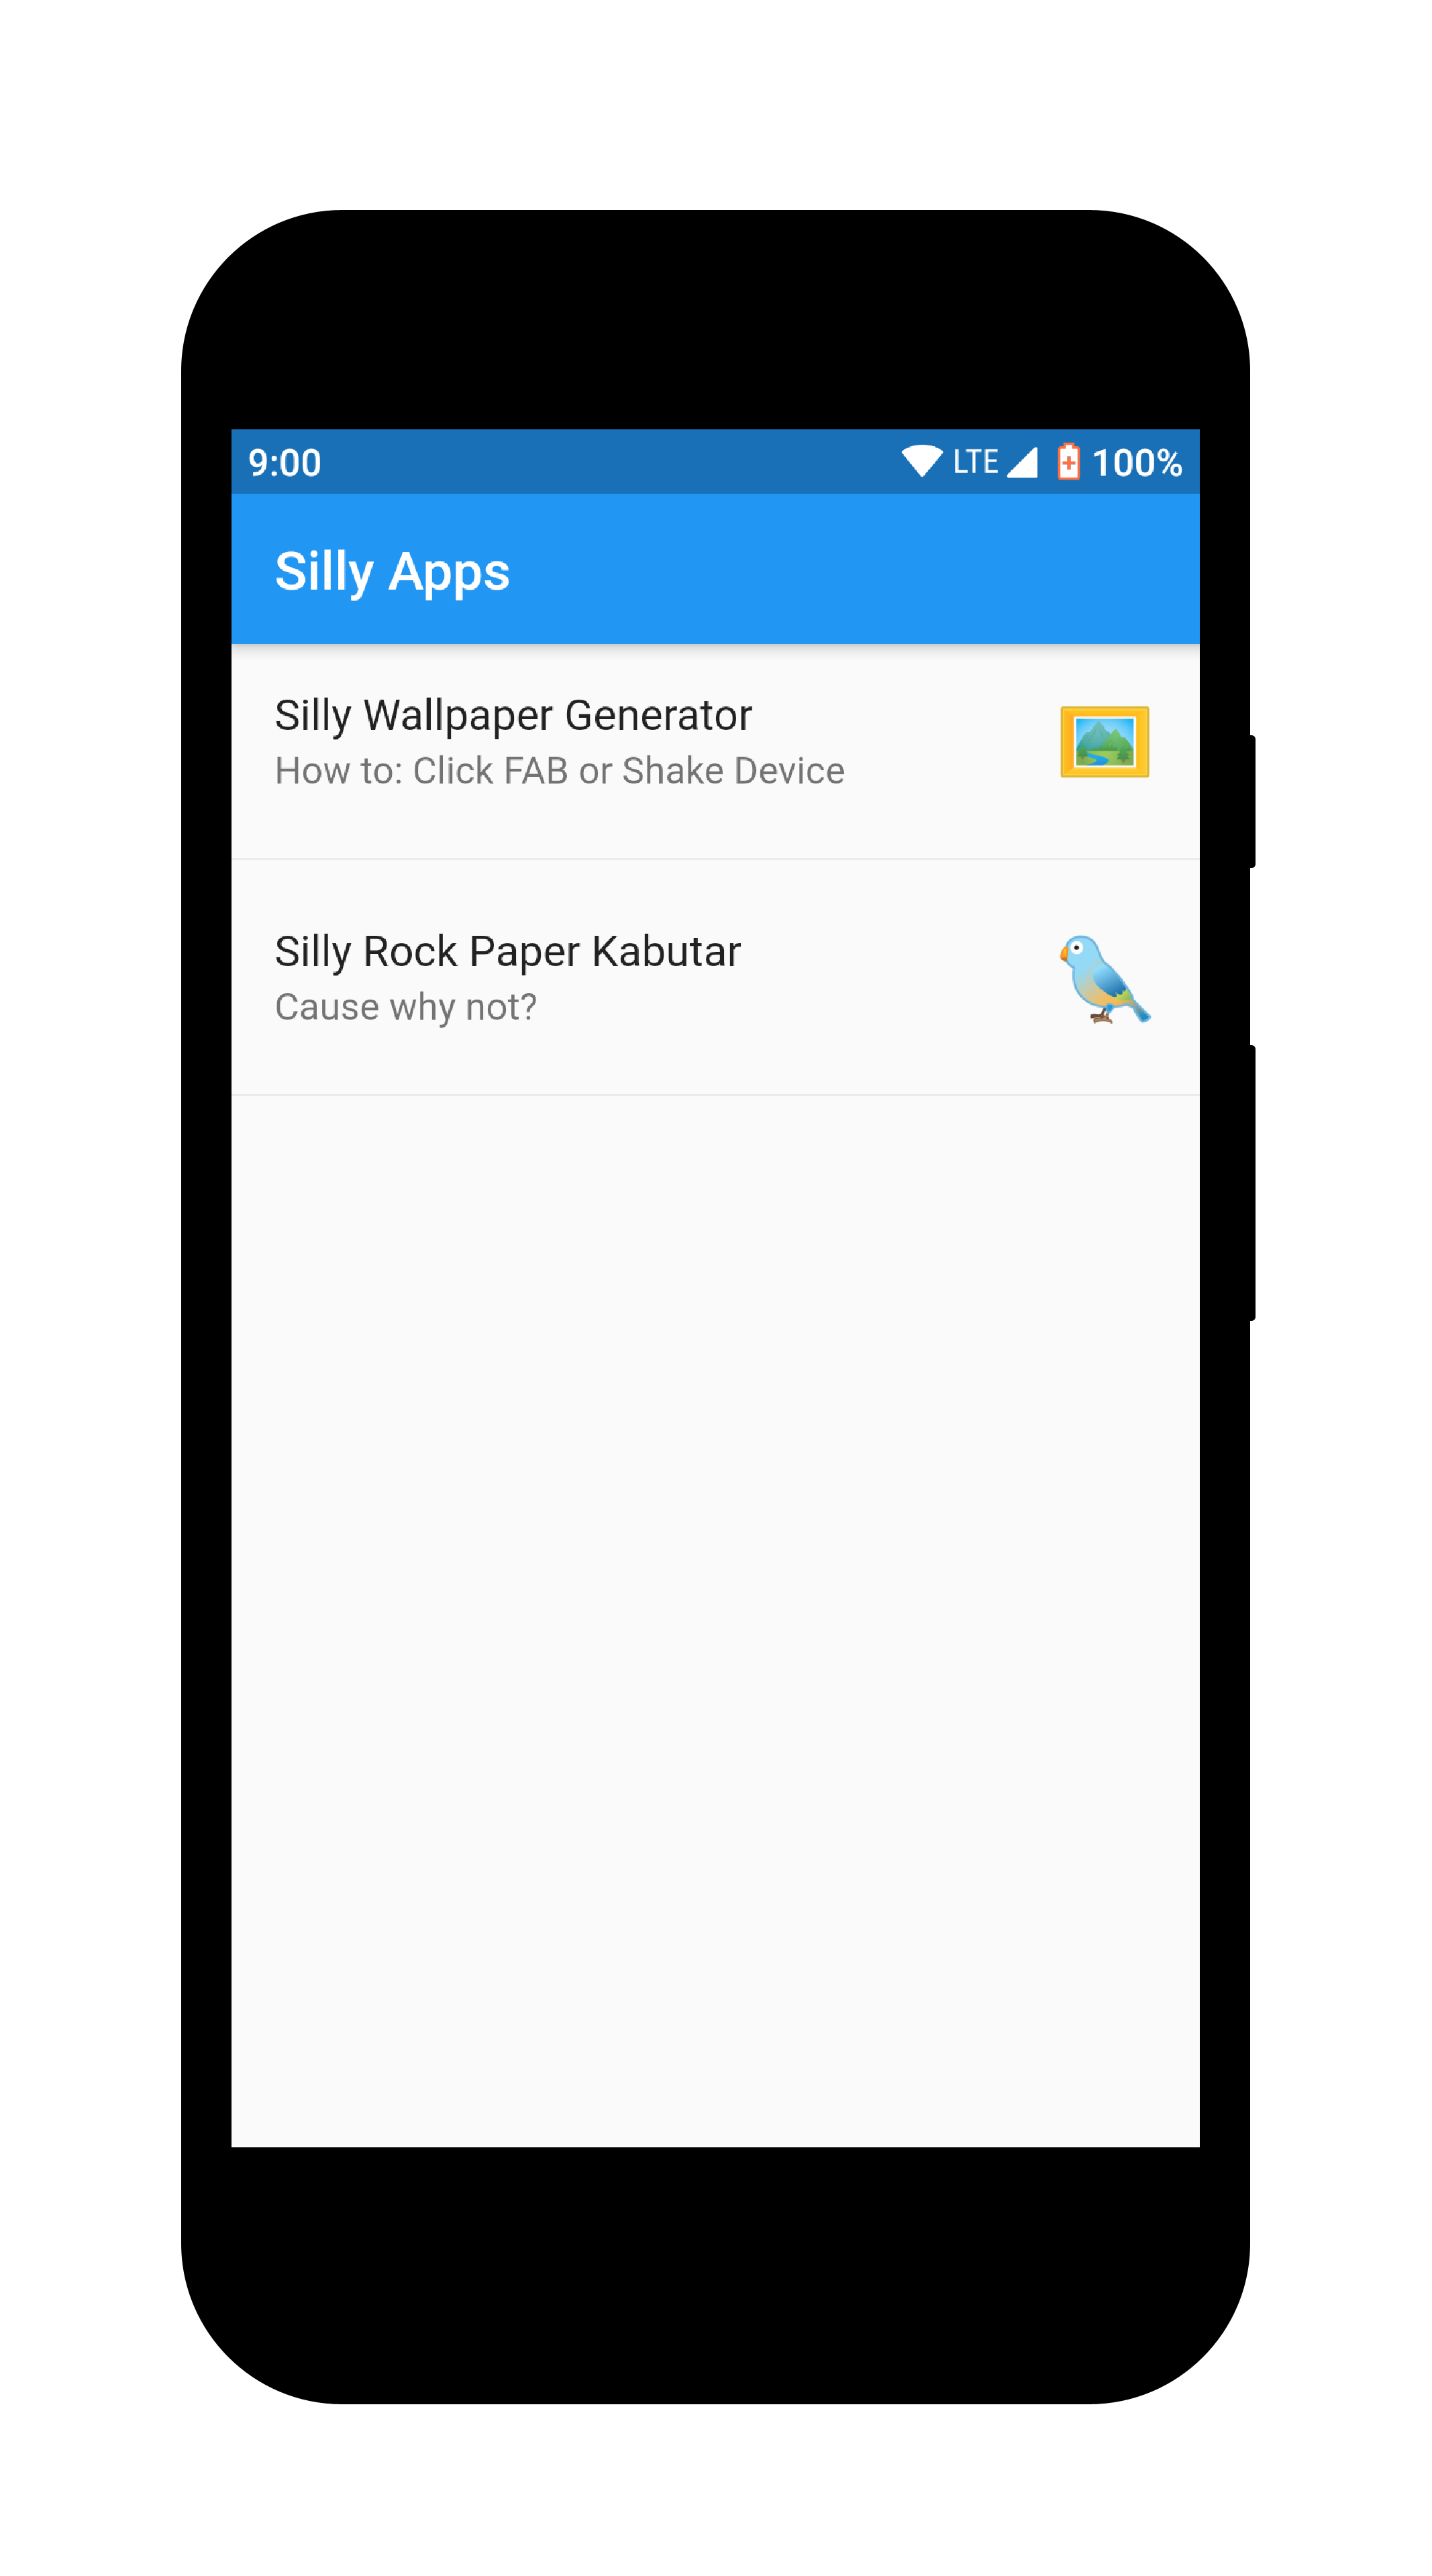 9:00 LTE 100%
Silly Apps
Silly Wallpaper Generator
How to: Click FAB or Shake Device
Silly Rock Paper Kabutar
Cause why not?